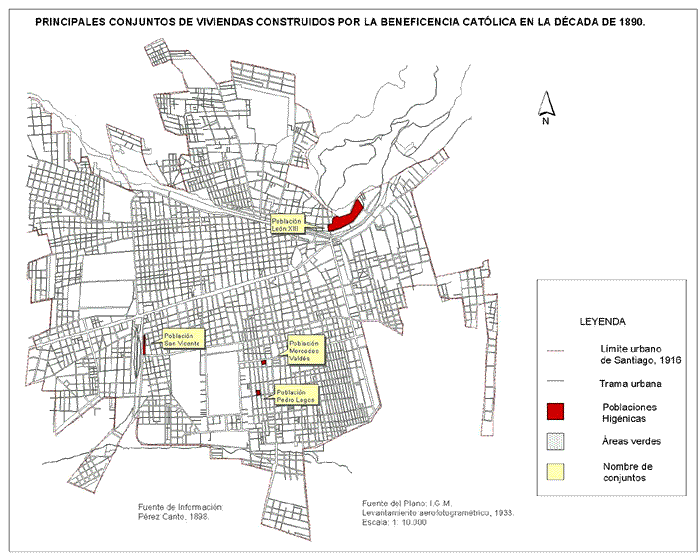 PRINCIPALES CONJUNTOS DE VIVIENDAS CONSTRUIDOS POR LA BENEFICENCIA CATÓLICA EN LA DÉCADA DE 1890.
N
Población
León XIII
Población
San Vicente
Población
Mercedes
Valdés
Población
Pedro Lagos
LEYENDA
Límite urbano
de Santiago, 1916
Trama urbana
Poblaciones
Higénicas
Áreas verdes
Nombre de
conjuntos
Fuente de Información:
Pérez Canto, 1898.
Fuente del Plano: I.G.M.
Levantamiento aerofotogramétrico, 1933.
Escala: 1: 10.000